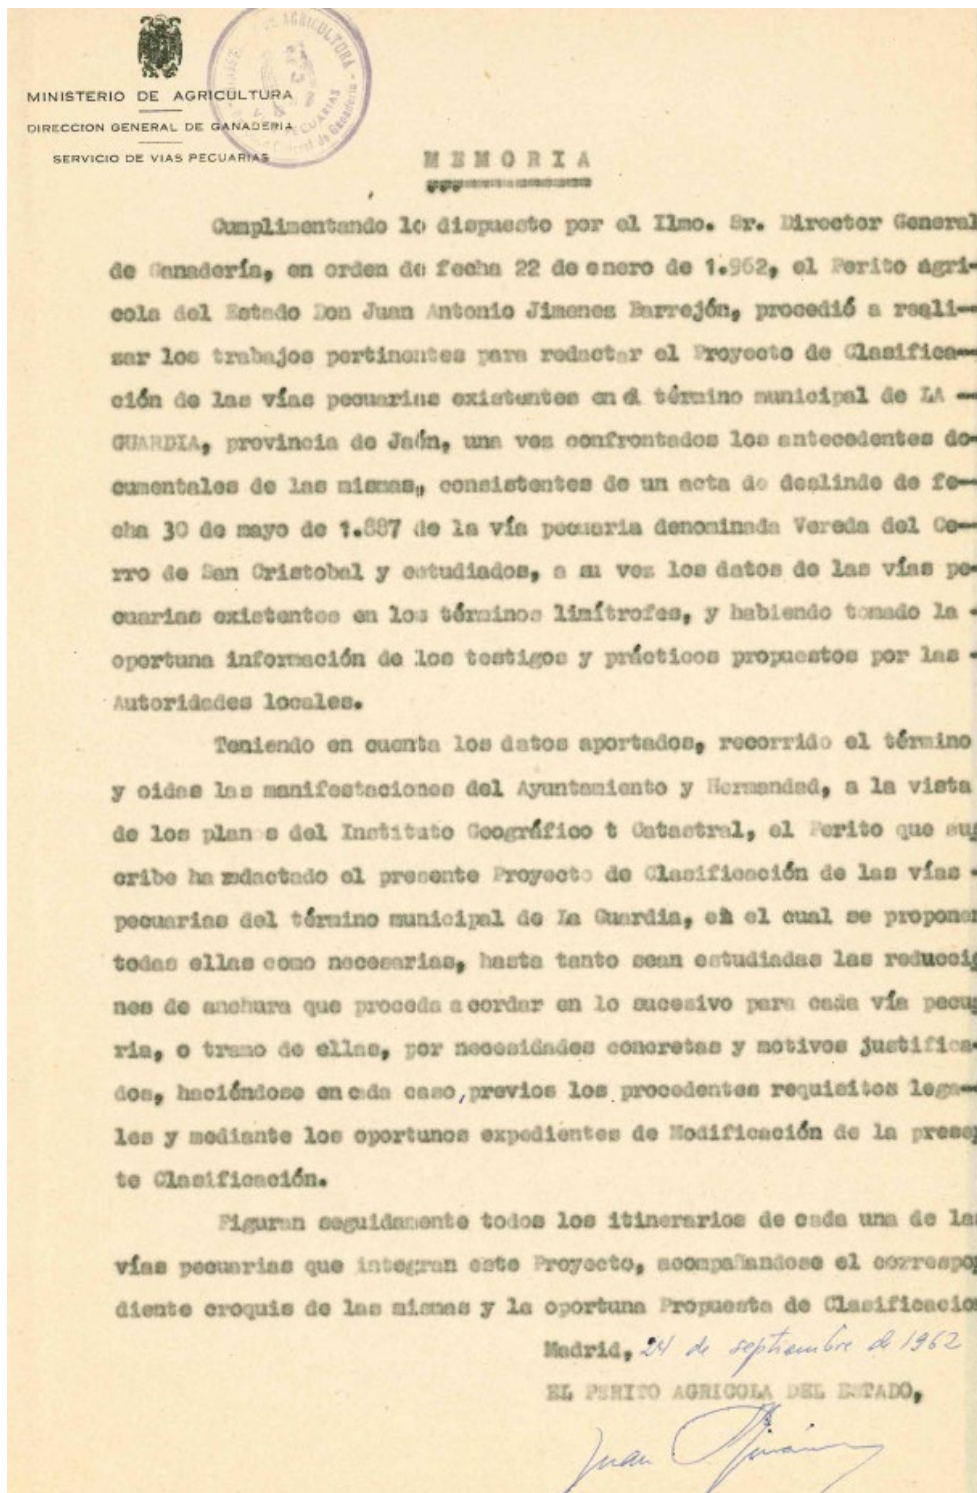 MINISTERIO DE AGRICULTURA
DIRECCION GENERAL DE GANADERIA
SERVICIO DE VIAS PECUARIAS
DE AGRICULTURA
MEMORIA
Cumplimentando lo dispuesto por el Ilmo. Sr. Director General
de Ganadería, en orden de fecha 22 de enero de 1.962, el Perito Agrí-
cola del Estado Don Juan Antonio Jimenes Barrejón, procedió a reali-
zar los trabajos pertinentes para redactar el Proyecto de Clasifica-
ción de las vías pecuarias existentes en el término municipal de LA -
GUARDIA, provincia de Jaén, una vez confrontados los antecedentes do-
cumentales de las mismas, consistentes de un acta de deslinde de fe-
cha 30 de mayo de 1.887 de la vía pecuaria denominada Vereda del Ce-
rro de San Cristobal y estudiados, a su vez los datos de las vías pe-
cuarias existentes en los términos limítrofes, y habiendo tomado la -
oportuna información de los testigos y prácticos propuestos por las -
Autoridades locales.
Teniendo en cuenta los datos aportados, recorrido el término
y oidas las manifestaciones del Ayuntamiento y Hermandad, a la vista
de los planos del Instituto Geográfico t Catastral, el Perito que sus
cribe ha redactado el presente Proyecto de Clasificación de las vías -
pecuarias del término municipal de La Guardia, en el cual se proponen
todas ellas como necesarias, hasta tanto sean estudiadas las reduccio
nes de anchura que proceda acordar en lo sucesivo para cada vía pecua
ria, o tramo de ellas, por necesidades concretas y motivos justifica-
dos, haciéndose en cada caso, previos los procedentes requisitos lega-
les y mediante los oportunos expedientes de Modificación de la presen
te Clasificación.
Figuran seguidamente todos los itinerarios de cada una de las
vías pecuarias que integran este Proyecto, acompañandose el correspon
diente croquis de las mismas y la oportuna Propuesta de Clasificacion
Madrid, 24 de septiembre de 1962
EL PERITO AGRICOLA DEL ESTADO,
Juan